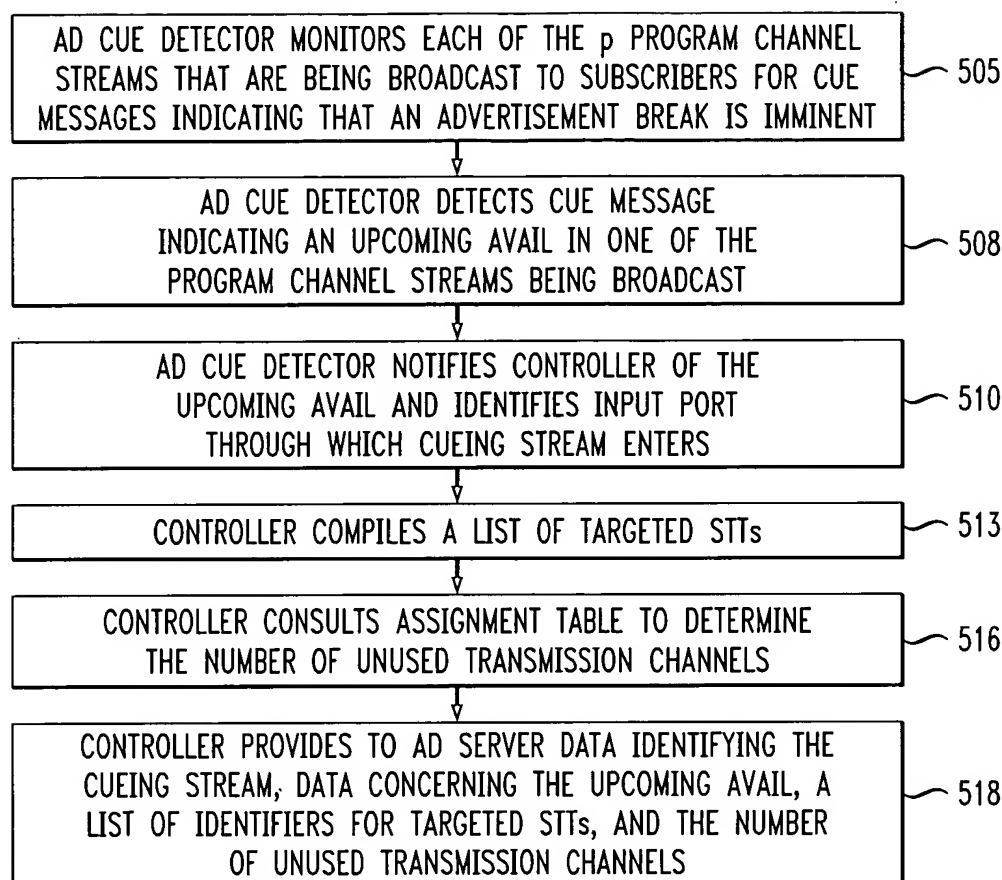 AD CUE DETECTOR MONITORS EACH OF THE p PROGRAM CHANNEL
STREAMS THAT ARE BEING BROADCAST TO SUBSCRIBERS FOR CUE
MESSAGES INDICATING THAT AN ADVERTISEMENT BREAK IS IMMINENT
505
AD CUE DETECTOR DETECTS CUE MESSAGE
INDICATING AN UPCOMING AVAIL IN ONE OF THE
PROGRAM CHANNEL STREAMS BEING BROADCAST
508
AD CUE DETECTOR NOTIFIES CONTROLLER OF THE
UPCOMING AVAIL AND IDENTIFIES INPUT PORT
THROUGH WHICH CUEING STREAM ENTERS
510
CONTROLLER COMPILES A LIST OF TARGETED STTs
513
CONTROLLER CONSULTS ASSIGNMENT TABLE TO DETERMINE
THE NUMBER OF UNUSED TRANSMISSION CHANNELS
516
CONTROLLER PROVIDES TO AD SERVER DATA IDENTIFYING THE
CUEING STREAM, DATA CONCERNING THE UPCOMING AVAIL, A
LIST OF IDENTIFIERS FOR TARGETED STTs, AND THE NUMBER
OF UNUSED TRANSMISSION CHANNELS
518